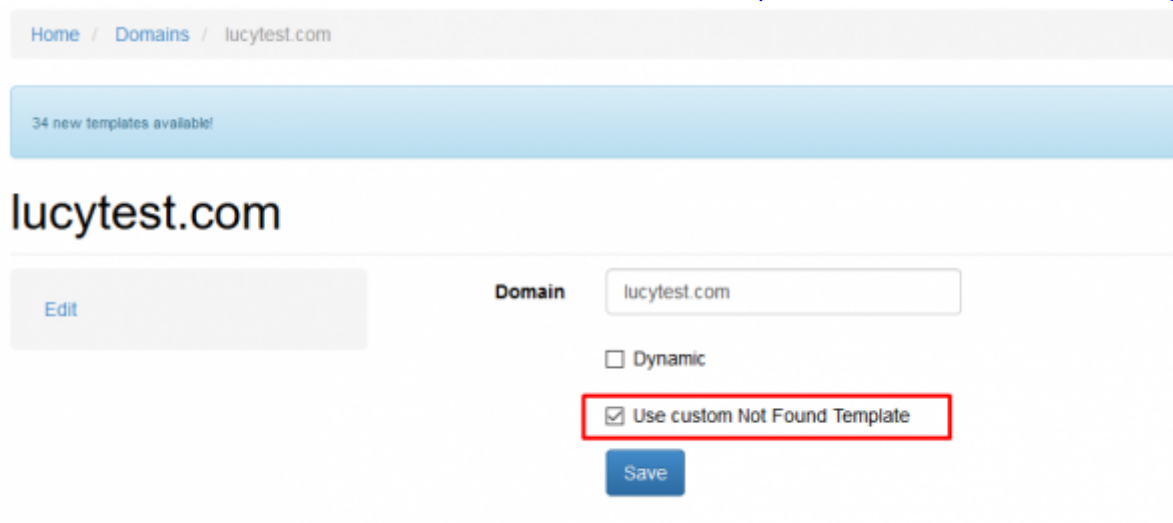 Home / Domains / lucytest.com
34 new templates available!
lucytest.com
Edit
Domain
lucytest.com
Dynamic
Use custom Not Found Template
Save